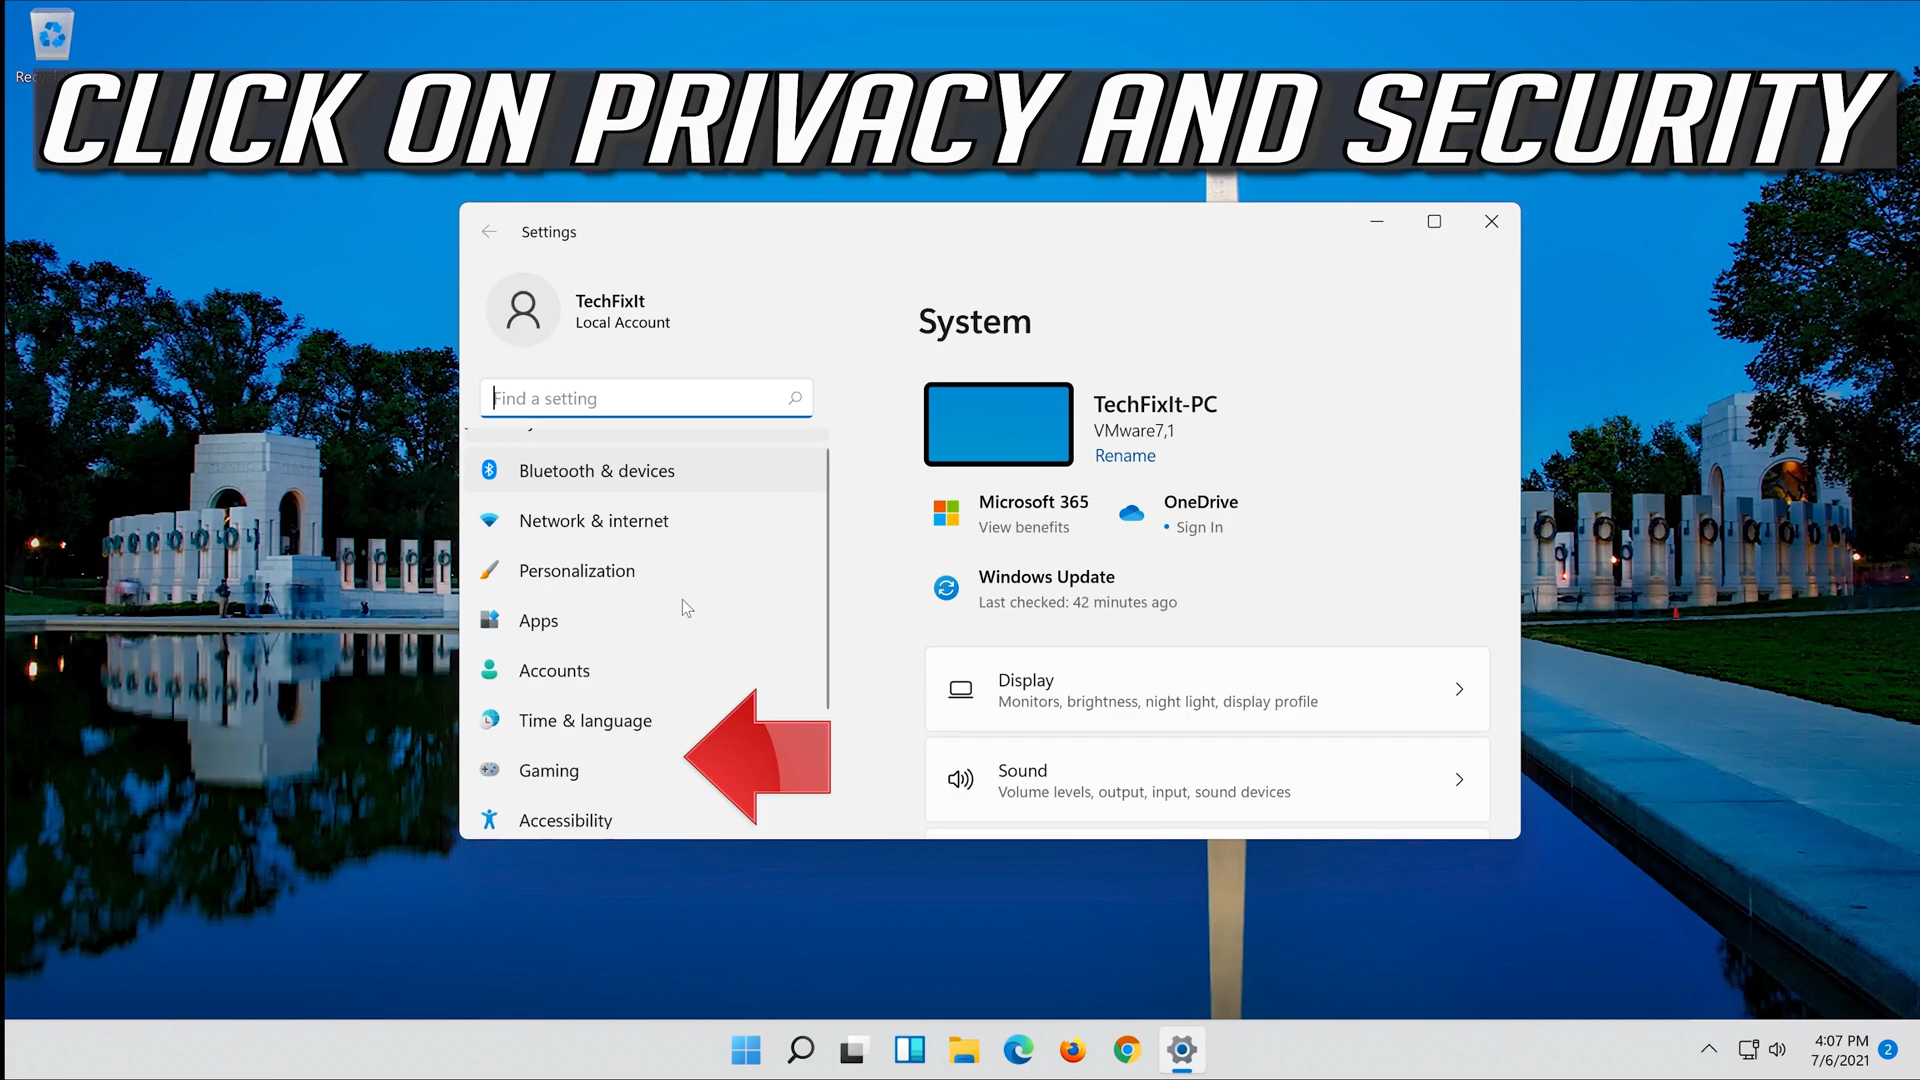 CLICK ON PRIVACY AND SECURITY
Settings
TechFixIt
Local Account
Find a setting
Bluetooth & devices
Network & internet
Personalization
Apps
Accounts
Time & language
Gaming
Accessibility
System
TechFixIt-PC
VMware7,1
Rename
Microsoft 365
View benefits
OneDrive
• Sign In
Windows Update
Last checked: 42 minutes ago
Display
Monitors, brightness, night light, display profile
Sound
Volume levels, output, input, sound devices
4:07 PM
7/6/2021
2